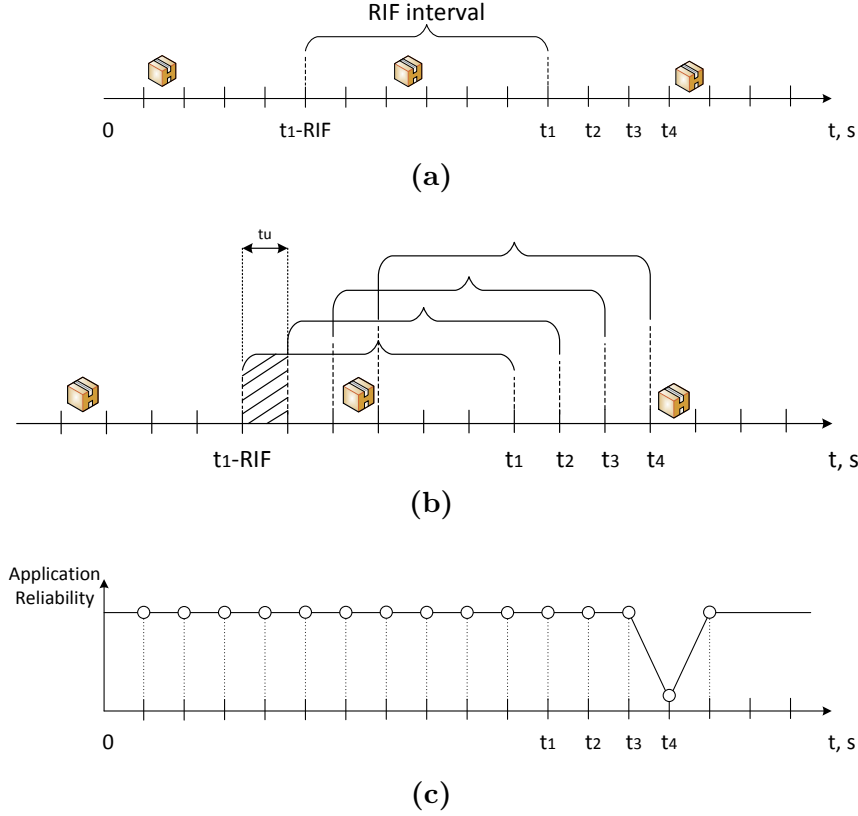 RIF interval
0 t1-RIF t1 t2 t3 t4 t, s
(a)
tu
t1-RIF t1 t2 t3 t4 t, s
(b)
Application
Reliability
0 t1 t2 t3 t4 t, s
(c)